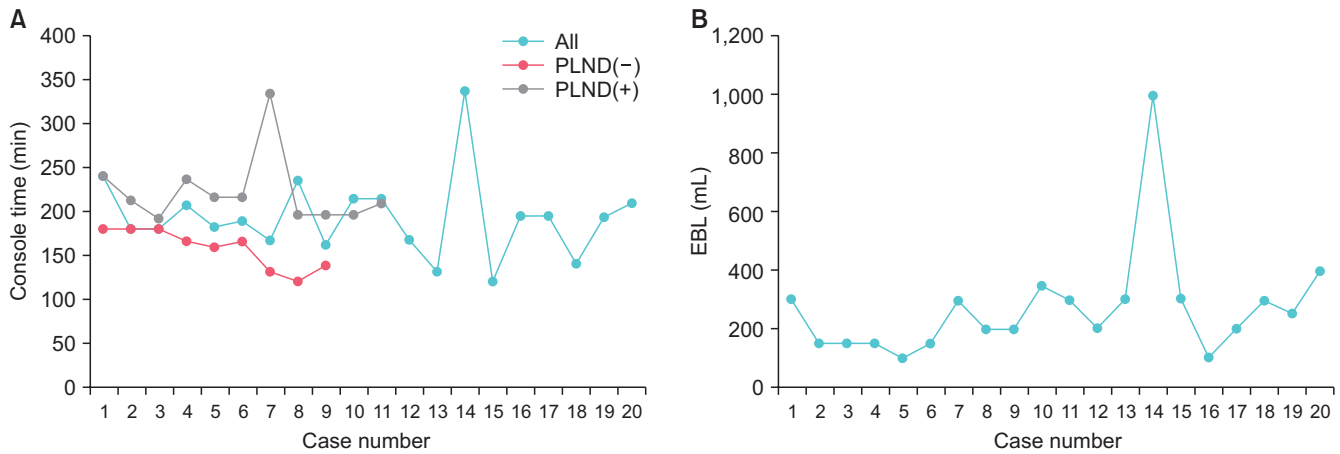 A
Console time (min)
400
350
300
250
200
150
100
50
0
All
PLND(−)
PLND(+)
1 2 3 4 5 6 7 8 9 10 11 12 13 14 15 16 17 18 19 20
Case number
B
EBL (mL)
1,200
1,000
800
600
400
200
0
1 2 3 4 5 6 7 8 9 10 11 12 13 14 15 16 17 18 19 20
Case number